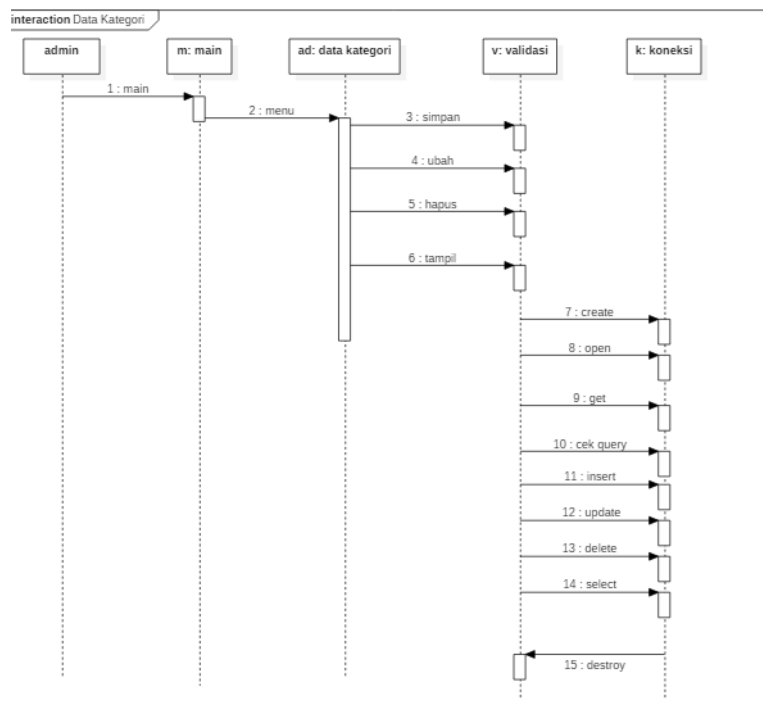 interaction Data Kategori
admin
m: main
ad: data kategori
v: validasi
k: koneksi
1 : main
2 : menu
3 : simpan
4 : ubah
5 : hapus
6 : tampil
7 : create
8 : open
9 : get
10 : cek query
11 : insert
12 : update
13 : delete
14 : select
15 : destroy